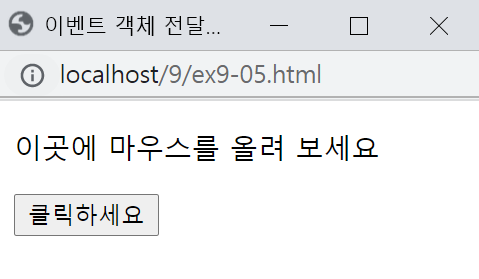 이벤트 객체 전달...
localhost/9/ex9-05.html
이곳에 마우스를 올려 보세요
클릭하세요